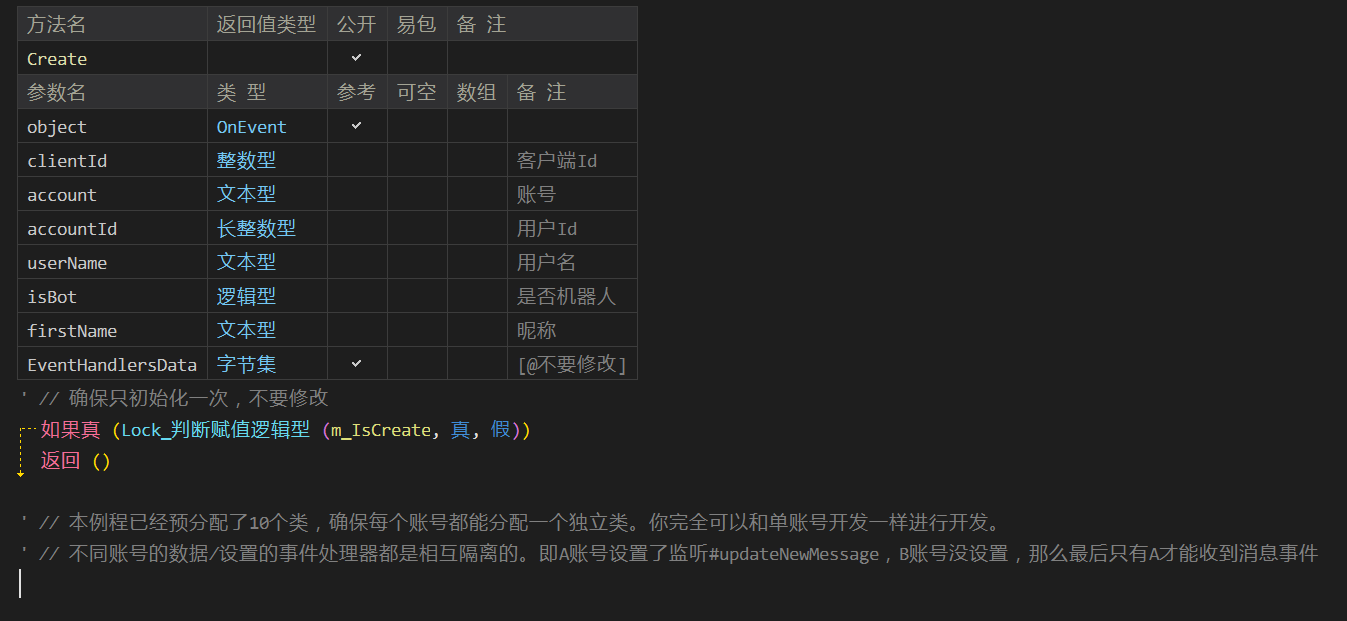 方法名 返回值类型 公开 易包 备 注
Create ✓
参数名 类 型 参考 可空 数组 备 注
object OnEvent ✓
clientId 整数型 客户端Id
account 文本型 账号
accountId 长整数型 用户Id
userName 文本型 用户名
isBot 逻辑型 是否机器人
firstName 文本型 昵称
EventHandlersData 字节集 ✓ [@不要修改]
' // 确保只初始化一次，不要修改
如果真 (Lock_判断赋值逻辑型 (m_IsCreate, 真, 假))
返回 ()
' // 本例程已经预分配了10个类，确保每个账号都能分配一个独立类。你完全可以和单账号开发一样进行开发。
' // 不同账号的数据/设置的事件处理器都是相互隔离的。即A账号设置了监听#updateNewMessage，B账号没设置，那么最后只有A才能收到消息事件